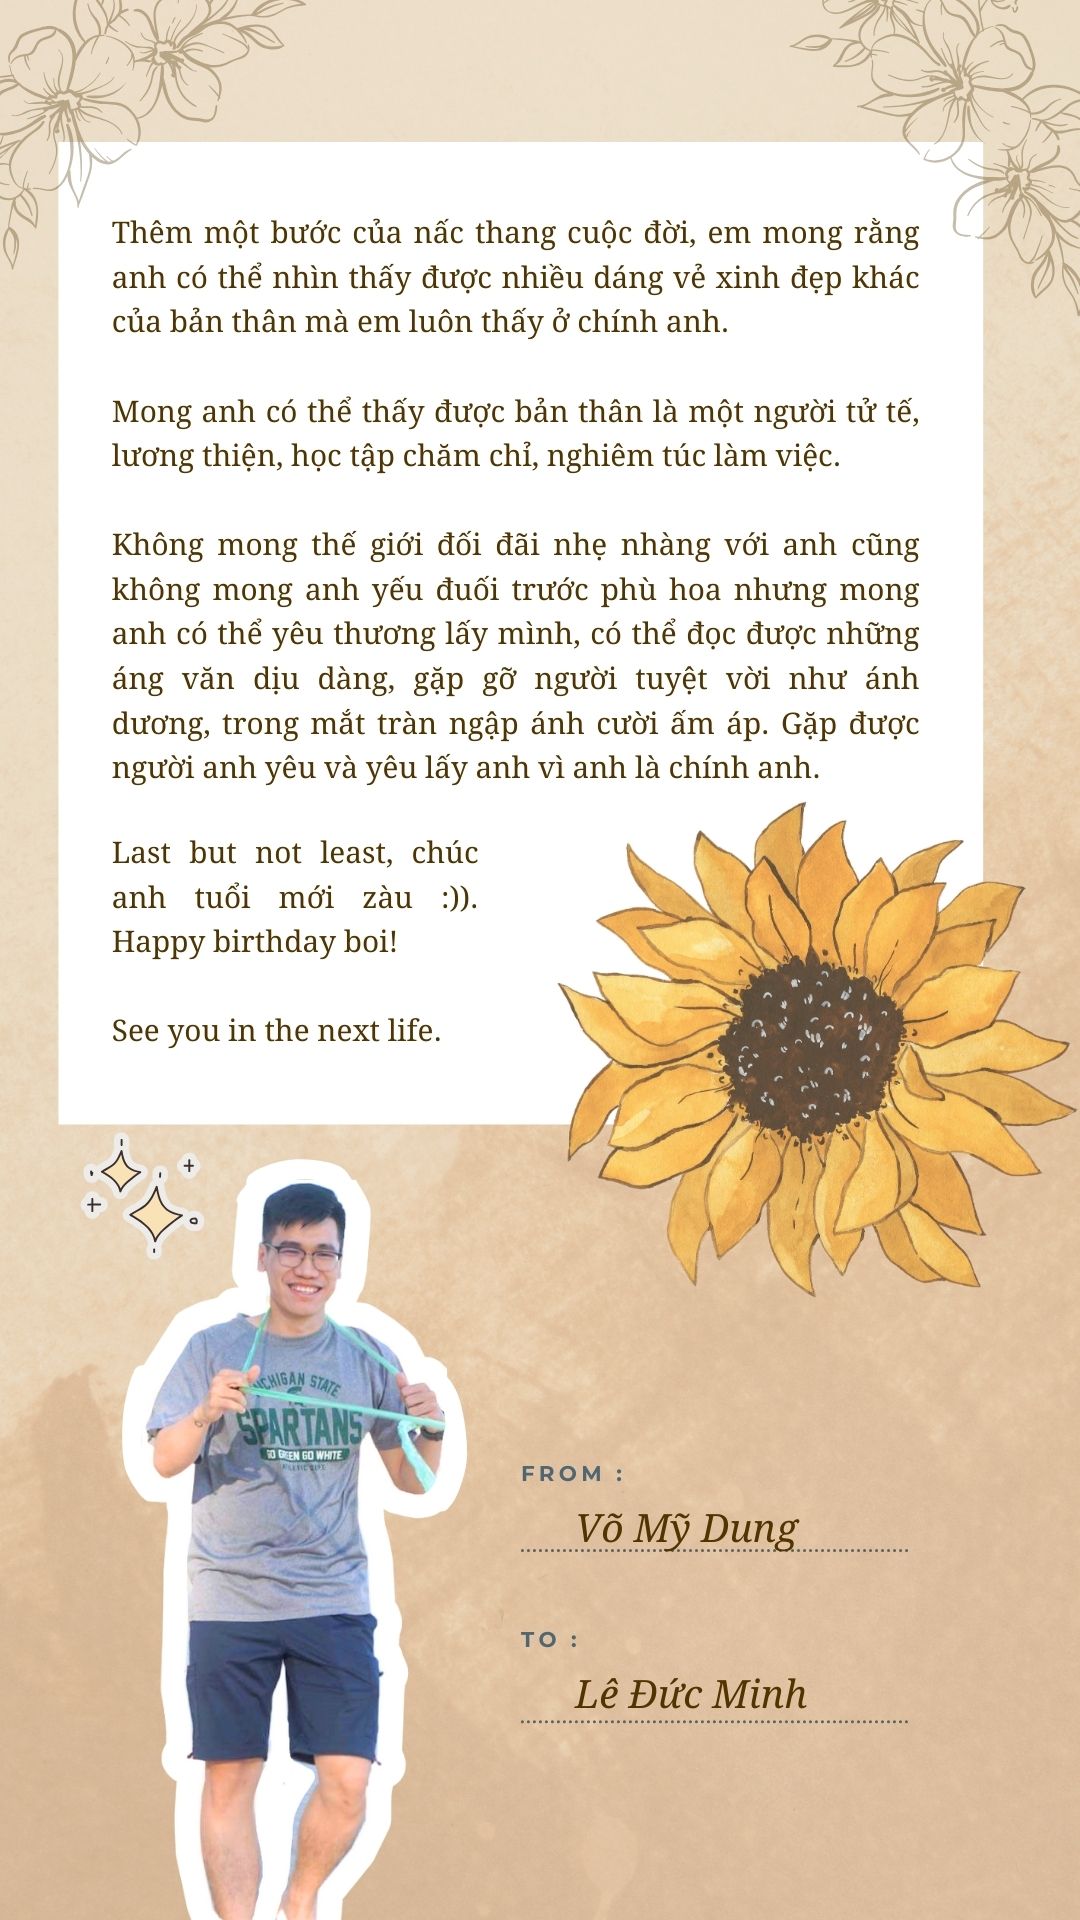 Thêm một bước của nấc thang cuộc đời, em mong rằng
anh có thể nhìn thấy được nhiều dáng vẻ xinh đẹp khác
của bản thân mà em luôn thấy ở chính anh.
Mong anh có thể thấy được bản thân là một người tử tế,
lương thiện, học tập chăm chỉ, nghiêm túc làm việc.
Không mong thế giới đối đãi nhẹ nhàng với anh cũng
không mong anh yếu đuối trước phù hoa nhưng mong
anh có thể yêu thương lấy mình, có thể đọc được những
áng văn dịu dàng, gặp gỡ người tuyệt vời như ánh
dương, trong mắt tràn ngập ánh cười ấm áp. Gặp được
người anh yêu và yêu lấy anh vì anh là chính anh.
Last but not least, chúc
anh tuổi mới zàu :)).
Happy birthday boi!
See you in the next life.
MICHIGAN STATE
SPARTANS
GO GREEN GO WHITE
ATHLETIC DEPT.
FROM :
Võ Mỹ Dung
TO :
Lê Đức Minh